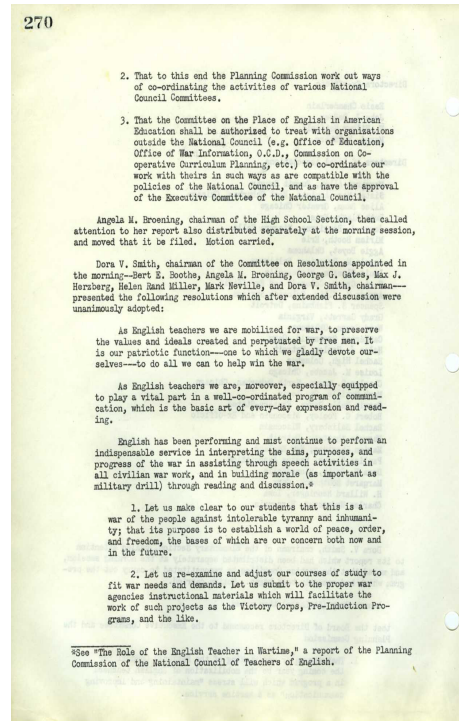 270
2. That to this end the Planning Commission work out ways
of co-ordinating the activities of various National
Council Committees.
3. That the Committee on the Place of English in American
Education shall be authorized to treat with organizations
outside the National Council (e.g. Office of Education,
Office of War Information, O.C.D., Commission on Co-
operative Curriculum Planning, etc.) to co-ordinate our
work with theirs in such ways as are compatible with the
policies of the National Council, and as have the approval
of the Executive Committee of the National Council.
Angela M. Broening, chairman of the High School Section, then called
attention to her report also distributed separately at the morning session,
and moved that it be filed. Motion carried.
Dora V. Smith, chairman of the Committee on Resolutions appointed in
the morning--Bert E. Boothe, Angela M. Broening, George G. Gates, Max J.
Herzberg, Helen Rand Miller, Mark Neville, and Dora V. Smith, chairman---
presented the following resolutions which after extended discussion were
unanimously adopted:
As English teachers we are mobilized for war, to preserve
the values and ideals created and perpetuated by free men. It
is our patriotic function---one to which we gladly devote our-
selves---to do all we can to help win the war.
As English teachers we are, moreover, especially equipped
to play a vital part in a well-co-ordinated program of communi-
cation, which is the basic art of every-day expression and read-
ing.
English has been performing and must continue to perform an
indispensable service in interpreting the aims, purposes, and
progress of the war in assisting through speech activities in
all civilian war work, and in building morale (as important as
military drill) through reading and discussion.*
1. Let us make clear to our students that this is a
war of the people against intolerable tyranny and inhumani-
ty; that its purpose is to establish a world of peace, order,
and freedom, the bases of which are our concern both now and
in the future.
2. Let us re-examine and adjust our courses of study to
fit war needs and demands. Let us submit to the proper war
agencies instructional materials which will facilitate the
work of such projects as the Victory Corps, Pre-Induction Pro-
grams, and the like.
*See "The Role of the English Teacher in Wartime," a report of the Planning
Commission of the National Council of Teachers of English.